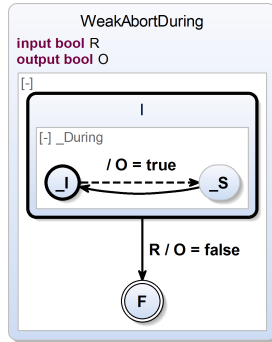 WeakAbortDuring
input bool R
output bool O
[-]
I
[-] _During
/ O = true
_I
_S
R / O = false
F